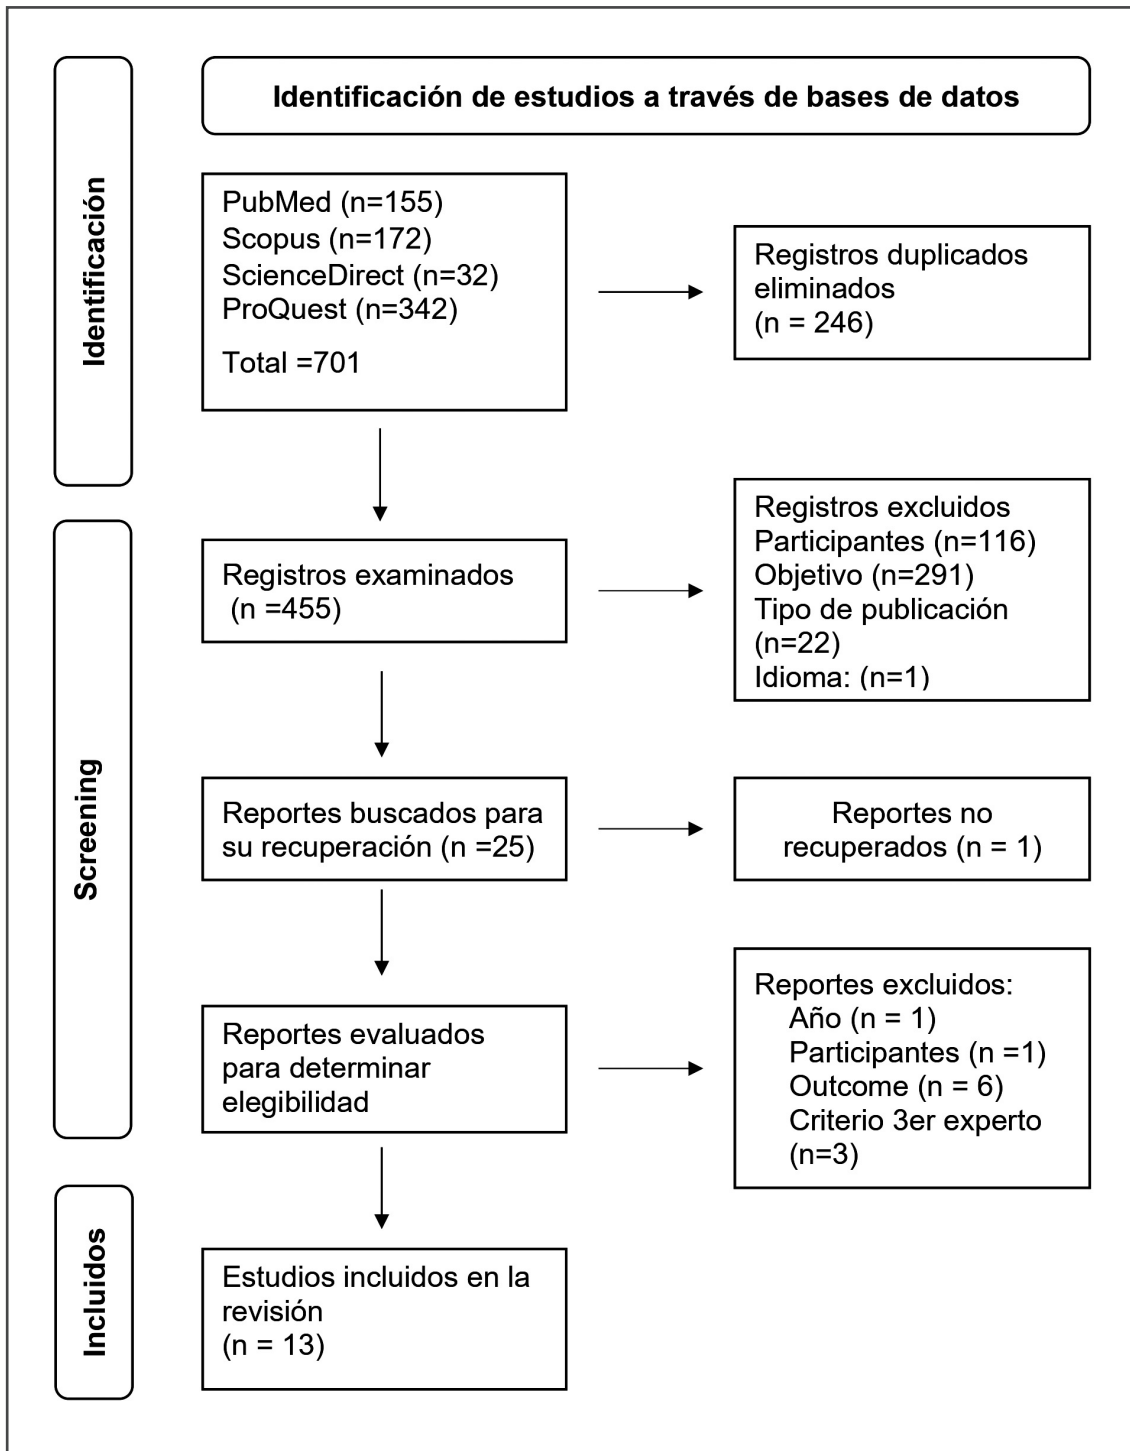 Identificación de estudios a través de bases de datos
Identificación
PubMed (n=155)
Scopus (n=172)
ScienceDirect (n=32)
ProQuest (n=342)
Total =701
Registros duplicados
eliminados
(n = 246)
Screening
Registros examinados
(n =455)
Registros excluidos
Participantes (n=116)
Objetivo (n=291)
Tipo de publicación
(n=22)
Idioma: (n=1)
Reportes buscados para
su recuperación (n =25)
Reportes no
recuperados (n = 1)
Reportes evaluados
para determinar
elegibilidad
Reportes excluidos:
Año (n = 1)
Participantes (n =1)
Outcome (n = 6)
Criterio 3er experto
(n=3)
Incluidos
Estudios incluidos en la
revisión
(n = 13)